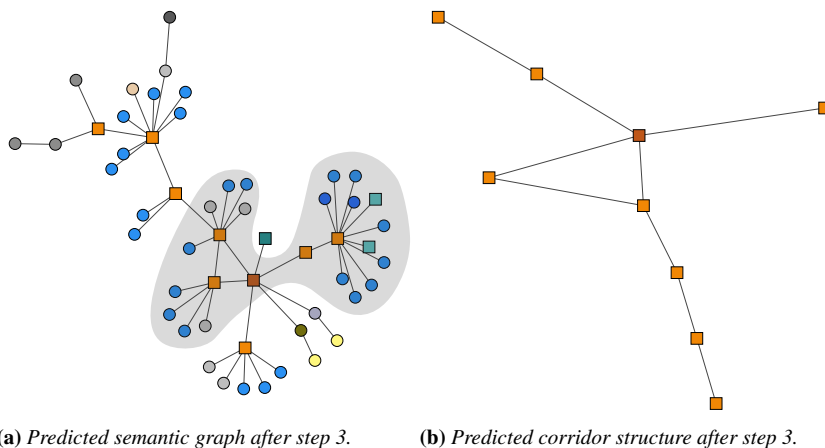 (a) Predicted semantic graph after step 3.
(b) Predicted corridor structure after step 3.